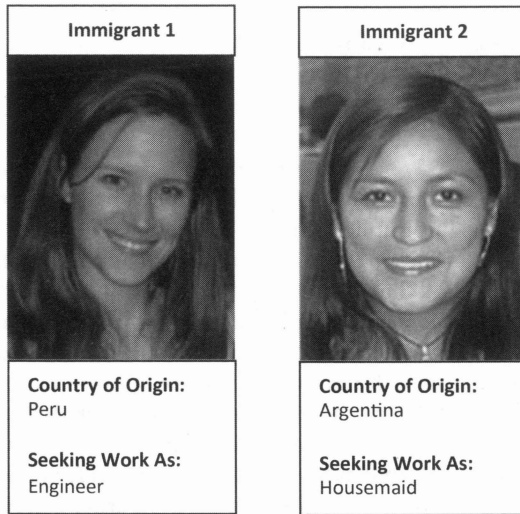 Immigrant 1
Country of Origin:
Peru
Seeking Work As:
Engineer
Immigrant 2
Country of Origin:
Argentina
Seeking Work As:
Housemaid